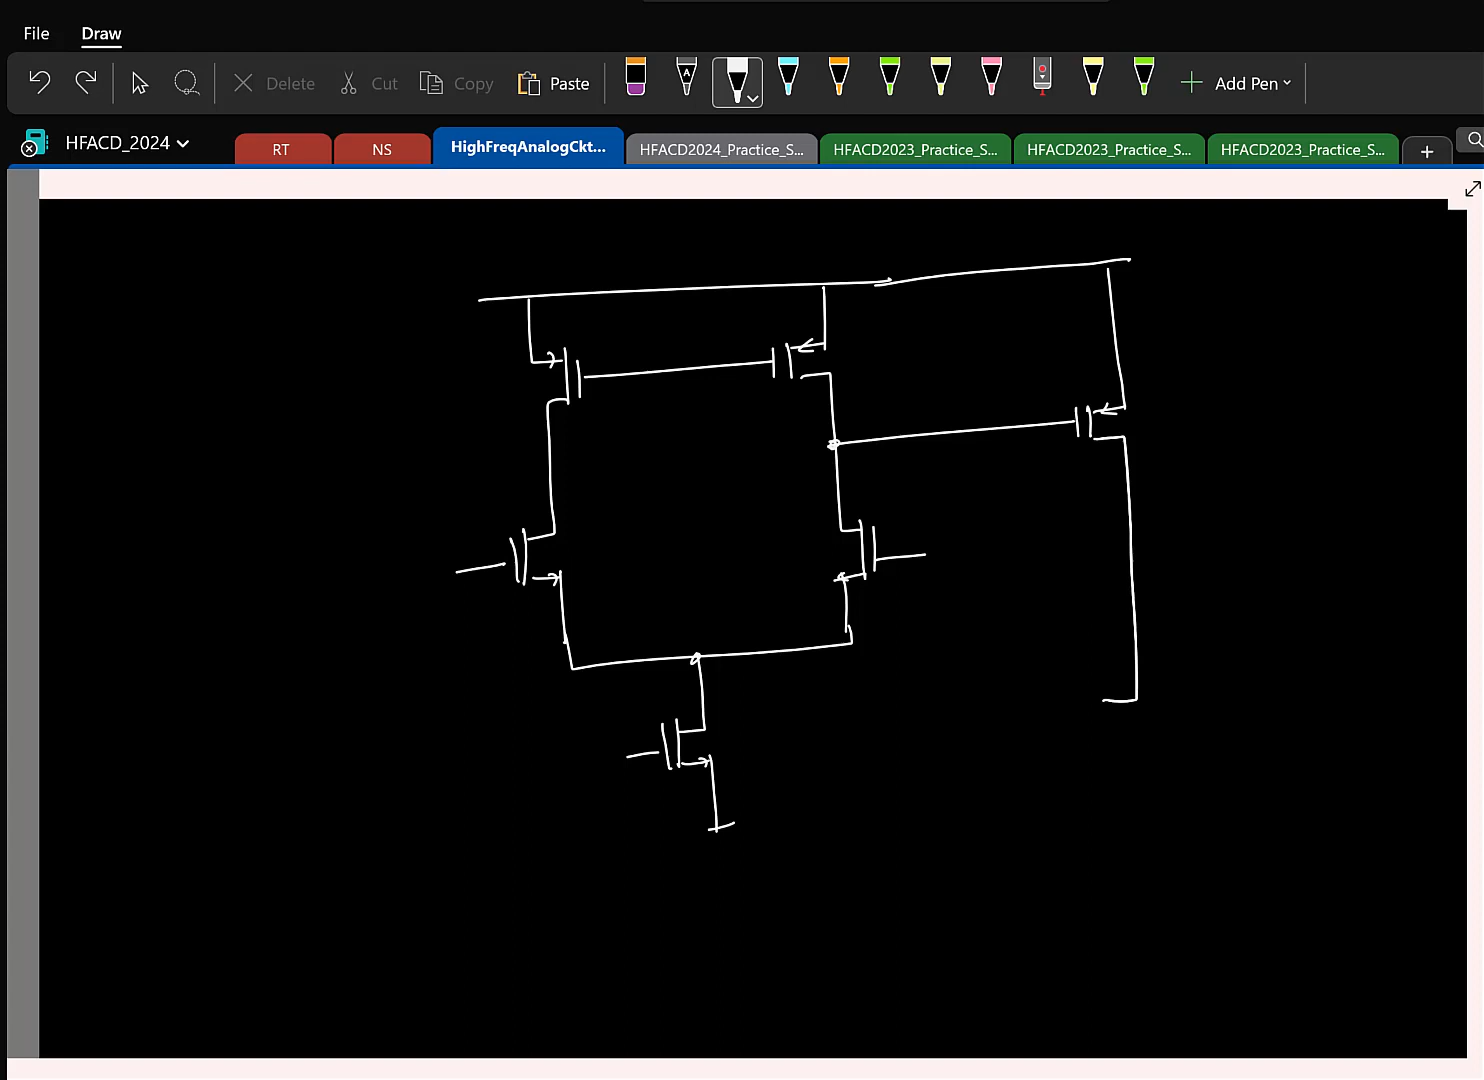 File Draw
Delete Cut Copy Paste A Add Pen
HFACD_2024 RT NS HighFreqAnalogCkt... HFACD2024_Practice_S... HFACD2023_Practice_S... HFACD2023_Practice_S... HFACD2023_Practice_S... +